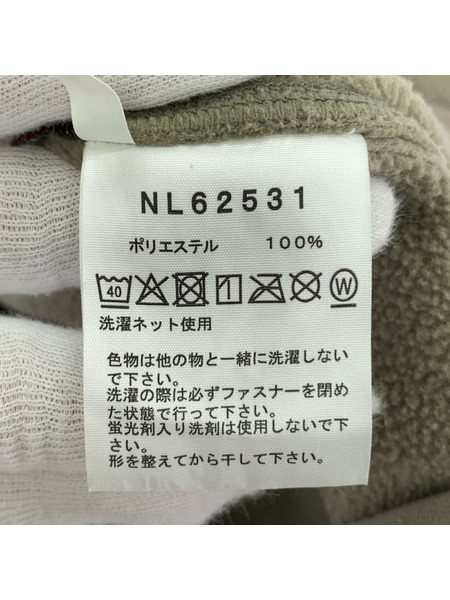 NL62531
ポリエステル 100%
40 W
洗濯ネット使用
色物は他の物と一緒に洗濯しない
で下さい。
洗濯の際は必ずファスナーを閉め
た状態で行って下さい。
蛍光剤入り洗剤は使用しないで下
さい。
形を整えてから干して下さい。